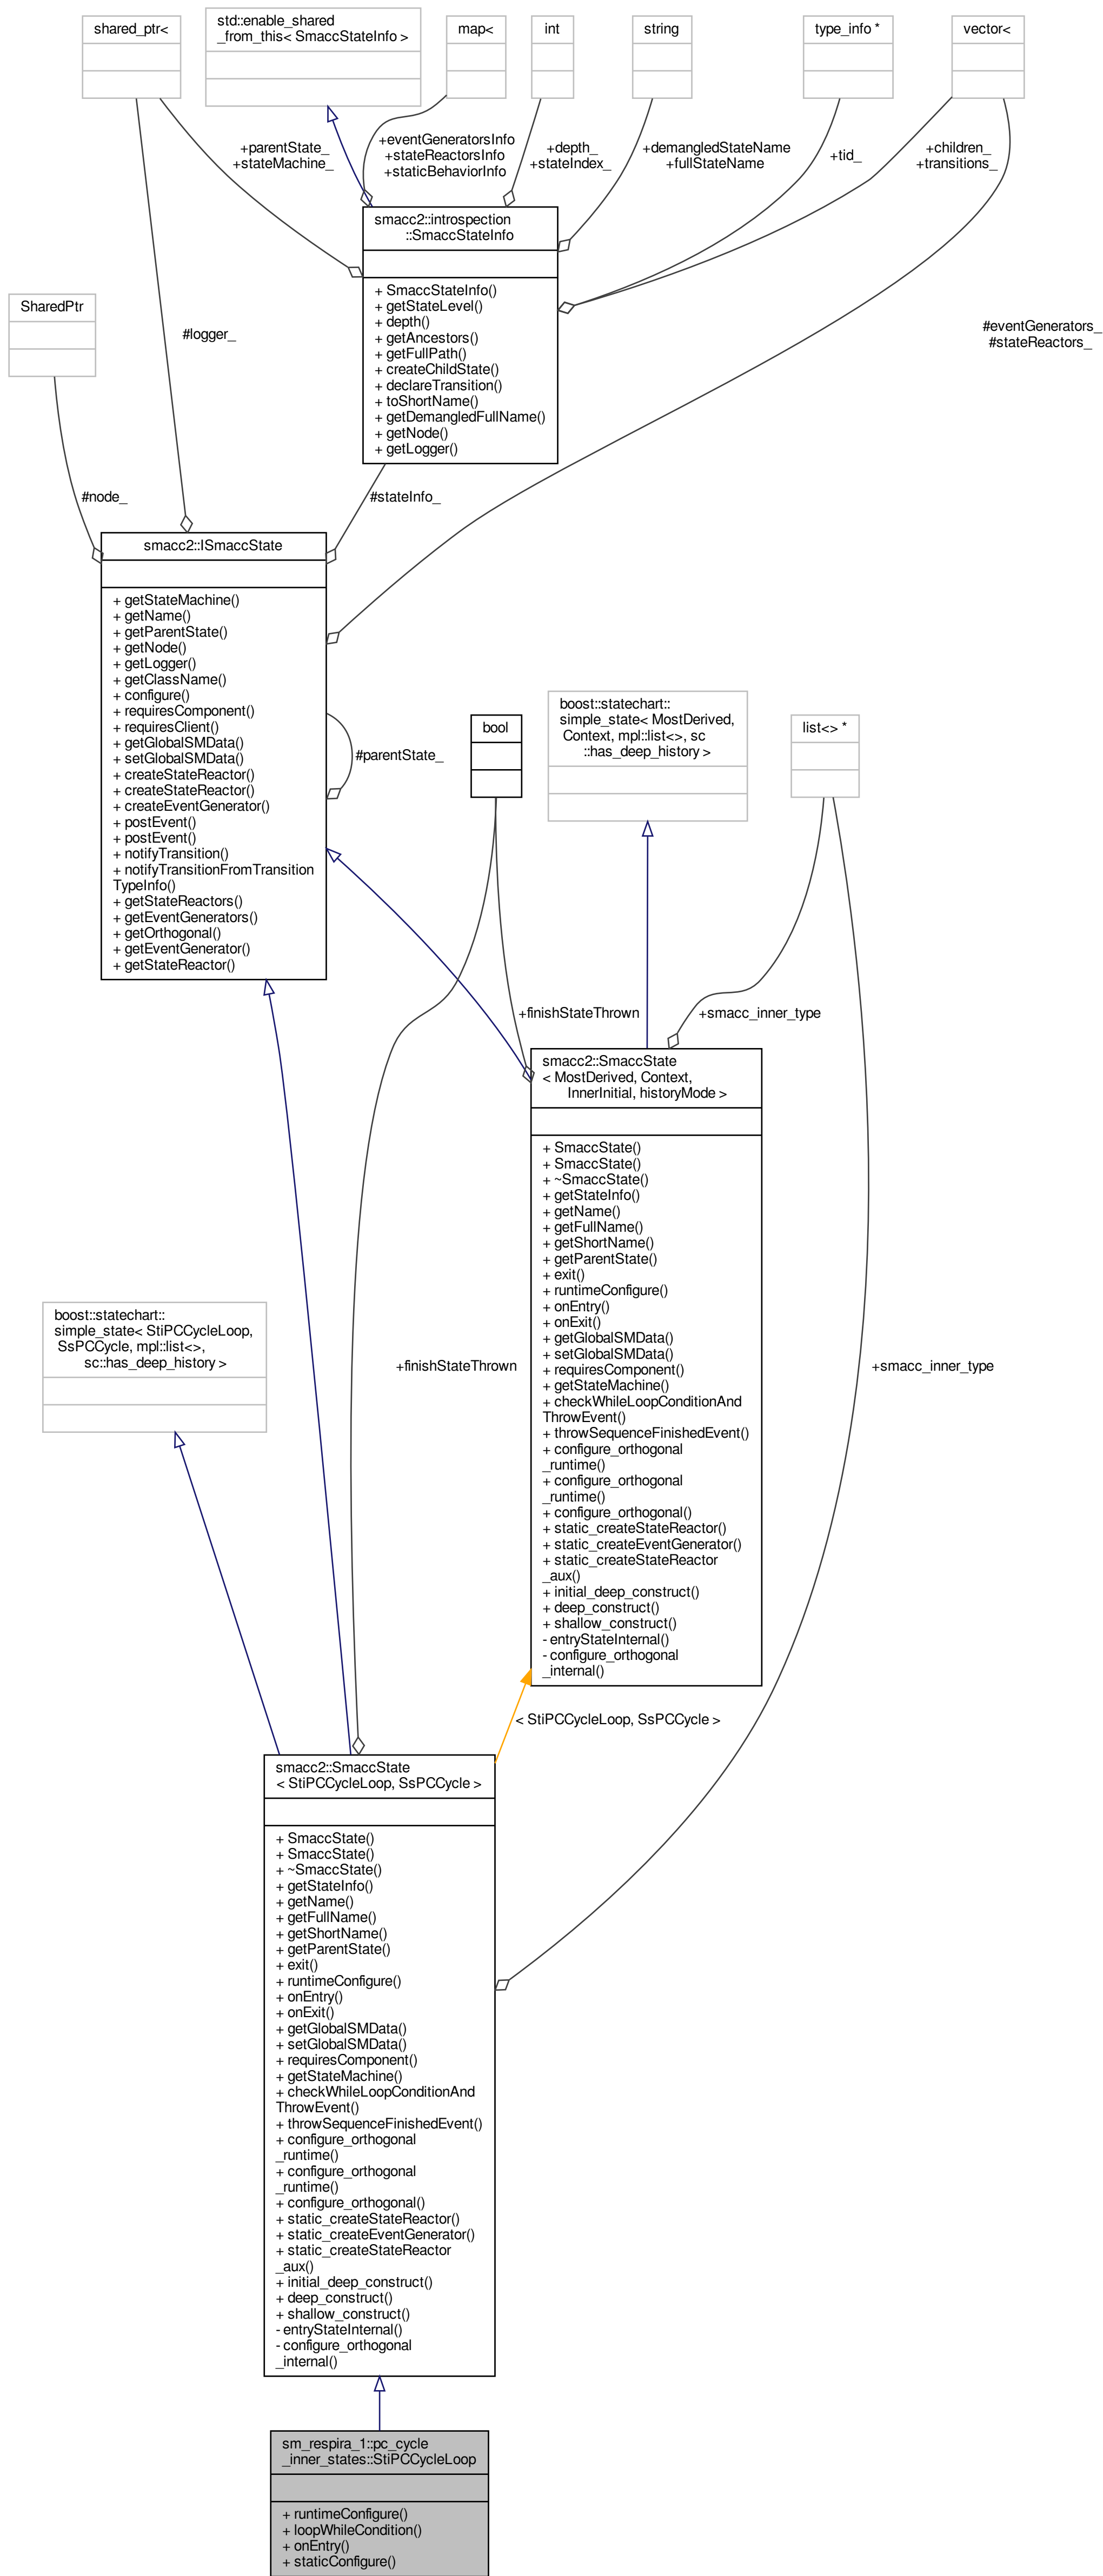 shared_ptr<
std::enable_shared
_from_this< SmaccStateInfo >
map<
int
string
type_info *
vector<
+parentState_
+stateMachine_
+eventGeneratorsInfo
+stateReactorsInfo
+staticBehaviorInfo
+depth_
+stateIndex_
+demangledStateName
+fullStateName
+tid_
+children_
+transitions_
smacc2::introspection
::SmaccStateInfo
+ SmaccStateInfo()
+ getStateLevel()
+ depth()
+ getAncestors()
+ getFullPath()
+ createChildState()
+ declareTransition()
+ toShortName()
+ getDemangledFullName()
+ getNode()
+ getLogger()
SharedPtr
#logger_
#eventGenerators_
#stateReactors_
#node_
#stateInfo_
smacc2::ISmaccState
+ getStateMachine()
+ getName()
+ getParentState()
+ getNode()
+ getLogger()
+ getClassName()
+ configure()
+ requiresComponent()
+ requiresClient()
+ getGlobalSMData()
+ setGlobalSMData()
+ createStateReactor()
+ createStateReactor()
+ createEventGenerator()
+ postEvent()
+ postEvent()
+ notifyTransition()
+ notifyTransitionFromTransition
TypeInfo()
+ getStateReactors()
+ getEventGenerators()
+ getOrthogonal()
+ getEventGenerator()
+ getStateReactor()
#parentState_
bool
boost::statechart::
simple_state< MostDerived,
Context, mpl::list<>, sc
::has_deep_history >
list<> *
+finishStateThrown
+smacc_inner_type
smacc2::SmaccState
< MostDerived, Context,
InnerInitial, historyMode >
+ SmaccState()
+ SmaccState()
+ ~SmaccState()
+ getStateInfo()
+ getName()
+ getFullName()
+ getShortName()
+ getParentState()
+ exit()
+ runtimeConfigure()
+ onEntry()
+ onExit()
+ getGlobalSMData()
+ setGlobalSMData()
+ requiresComponent()
+ getStateMachine()
+ checkWhileLoopConditionAnd
ThrowEvent()
+ throwSequenceFinishedEvent()
+ configure_orthogonal
_runtime()
+ configure_orthogonal
_runtime()
+ configure_orthogonal()
+ static_createStateReactor()
+ static_createEventGenerator()
+ static_createStateReactor
_aux()
+ initial_deep_construct()
+ deep_construct()
+ shallow_construct()
- entryStateInternal()
- configure_orthogonal
_internal()
boost::statechart::
simple_state< StiPCCycleLoop,
SsPCCycle, mpl::list<>,
sc::has_deep_history >
+finishStateThrown
+smacc_inner_type
< StiPCCycleLoop, SsPCCycle >
smacc2::SmaccState
< StiPCCycleLoop, SsPCCycle >
+ SmaccState()
+ SmaccState()
+ ~SmaccState()
+ getStateInfo()
+ getName()
+ getFullName()
+ getShortName()
+ getParentState()
+ exit()
+ runtimeConfigure()
+ onEntry()
+ onExit()
+ getGlobalSMData()
+ setGlobalSMData()
+ requiresComponent()
+ getStateMachine()
+ checkWhileLoopConditionAnd
ThrowEvent()
+ throwSequenceFinishedEvent()
+ configure_orthogonal
_runtime()
+ configure_orthogonal
_runtime()
+ configure_orthogonal()
+ static_createStateReactor()
+ static_createEventGenerator()
+ static_createStateReactor
_aux()
+ initial_deep_construct()
+ deep_construct()
+ shallow_construct()
- entryStateInternal()
- configure_orthogonal
_internal()
sm_respira_1::pc_cycle
_inner_states::StiPCCycleLoop
+ runtimeConfigure()
+ loopWhileCondition()
+ onEntry()
+ staticConfigure()